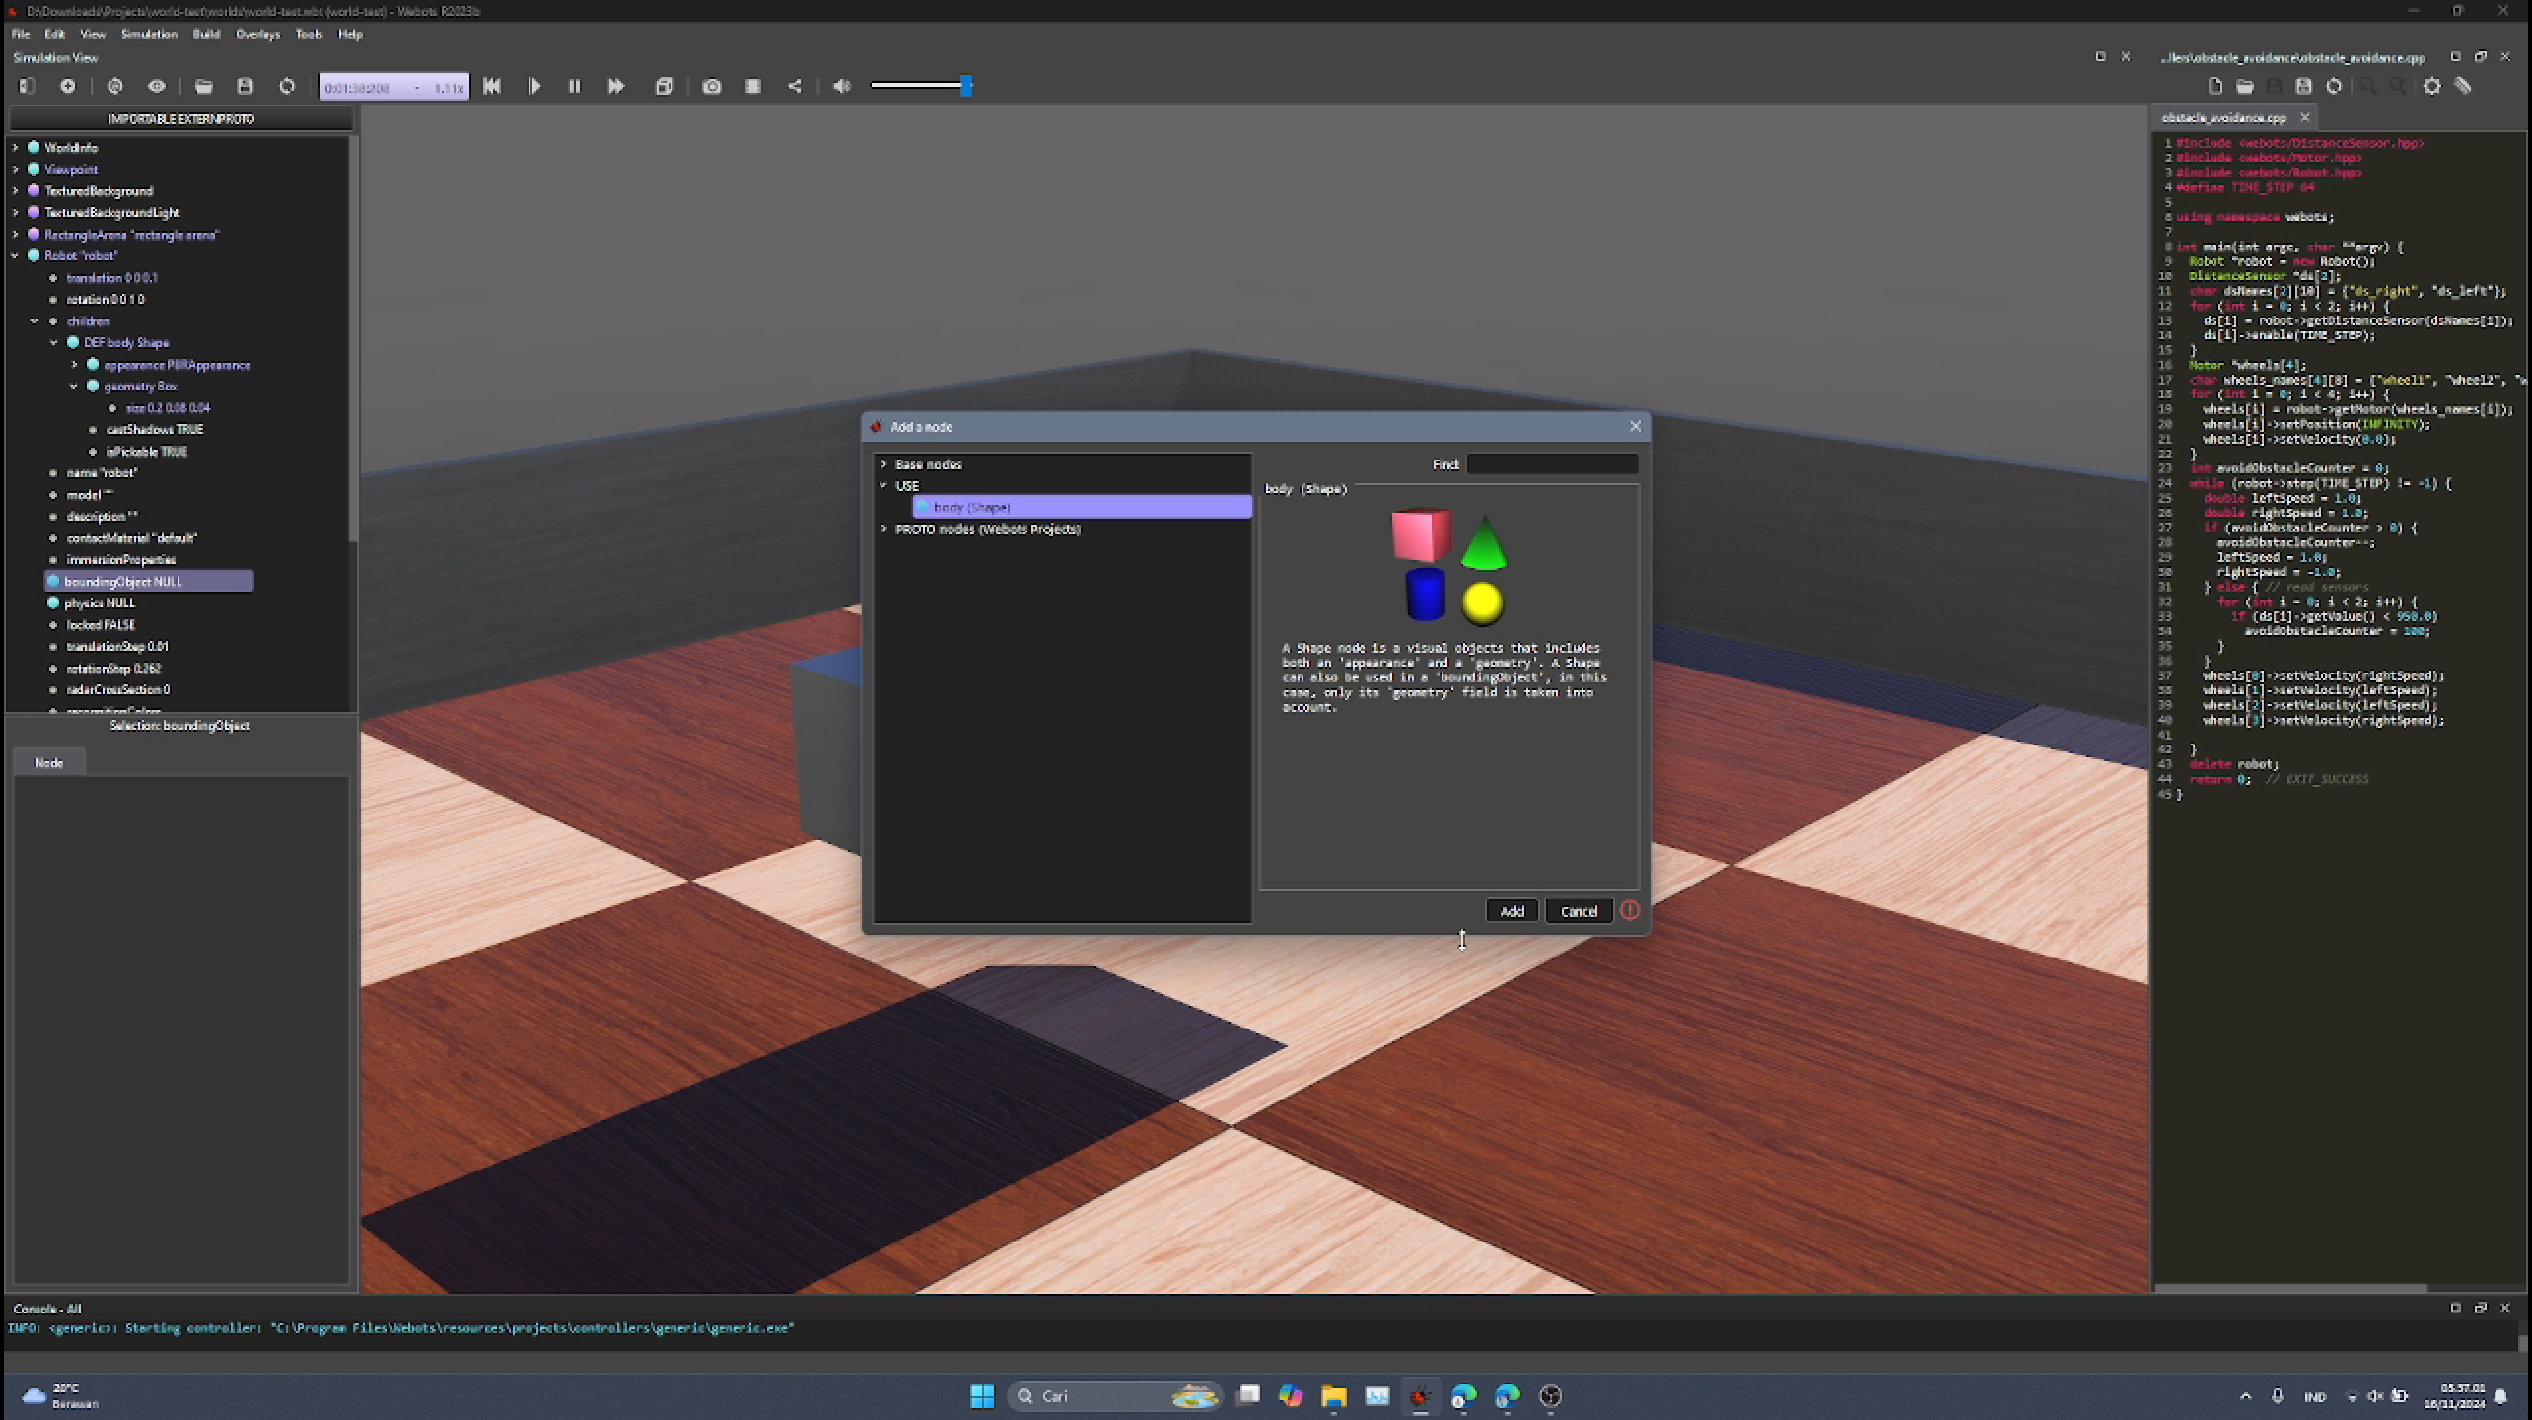 D:\Downloads\Projects\world-test\worlds\world-test.wbt (world-test) - Webots R2023b
File Edit View Simulation Build Overlays Tools Help
Simulation View
0:01:38:208 - 1.11x
IMPORTABLE EXTERNPROTO
WorldInfo
Viewpoint
TexturedBackground
TexturedBackgroundLight
RectangleArena "rectangle arena"
Robot "robot"
translation 0 0 0.1
rotation 0 0 1 0
children
DEF body Shape
appearance PBRAppearance
geometry Box
size 0.2 0.08 0.04
castShadows TRUE
isPickable TRUE
name "robot"
model ""
description ""
contactMaterial "default"
immersionProperties
boundingObject NULL
physics NULL
locked FALSE
translationStep 0.01
rotationStep 0.262
radarCrossSection 0
recognitionColors
Selection: boundingObject
Node
Add a node
Base nodes
USE
body (Shape)
PROTO nodes (Webots Projects)
Find:
body (Shape)
A Shape node is a visual objects that includes
both an 'appearance' and a 'geometry'. A Shape
can also be used in a 'boundingObject', in this
case, only its 'geometry' field is taken into
account.
Add
Cancel
...llers\obstacle_avoidance\obstacle_avoidance.cpp
obstacle_avoidance.cpp
1 #include <webots/DistanceSensor.hpp>
2 #include <webots/Motor.hpp>
3 #include <webots/Robot.hpp>
4 #define TIME_STEP 64
5
6 using namespace webots;
7
8 int main(int argc, char **argv) {
9 Robot *robot = new Robot();
10 DistanceSensor *ds[2];
11 char dsNames[2][10] = {"ds_right", "ds_left"};
12 for (int i = 0; i < 2; i++) {
13 ds[i] = robot->getDistanceSensor(dsNames[i]);
14 ds[i]->enable(TIME_STEP);
15 }
16 Motor *wheels[4];
17 char wheels_names[4][8] = {"wheel1", "wheel2", "w
18 for (int i = 0; i < 4; i++) {
19 wheels[i] = robot->getMotor(wheels_names[i]);
20 wheels[i]->setPosition(INFINITY);
21 wheels[i]->setVelocity(0.0);
22 }
23 int avoidObstacleCounter = 0;
24 while (robot->step(TIME_STEP) != -1) {
25 double leftSpeed = 1.0;
26 double rightSpeed = 1.0;
27 if (avoidObstacleCounter > 0) {
28 avoidObstacleCounter--;
29 leftSpeed = 1.0;
30 rightSpeed = -1.0;
31 } else { // read sensors
32 for (int i = 0; i < 2; i++) {
33 if (ds[i]->getValue() < 950.0)
34 avoidObstacleCounter = 100;
35 }
36 }
37 wheels[0]->setVelocity(rightSpeed);
38 wheels[1]->setVelocity(leftSpeed);
39 wheels[2]->setVelocity(leftSpeed);
40 wheels[3]->setVelocity(rightSpeed);
41
42 }
43 delete robot;
44 return 0; // EXIT_SUCCESS
45 }
Console - All
INFO: <generic>: Starting controller: "C:\Program Files\Webots\resources\projects\controllers\generic\generic.exe"
20°C
Berawan
Cari
IND
05.37.01
16/11/2024